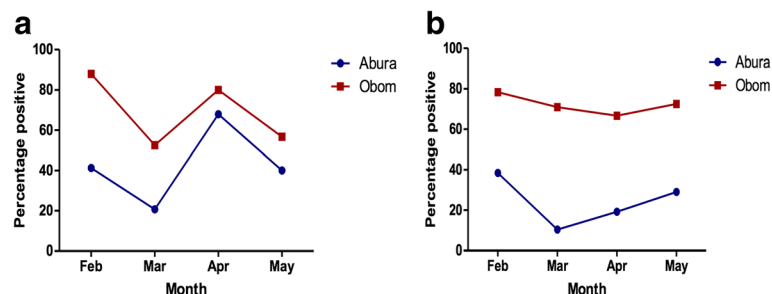 a
100
80
60
40
20
0
Percentage positive
Feb Mar Apr May
Month
Abura
Obom
b
100
80
60
40
20
0
Percentage positive
Feb Mar Apr May
Month
Abura
Obom